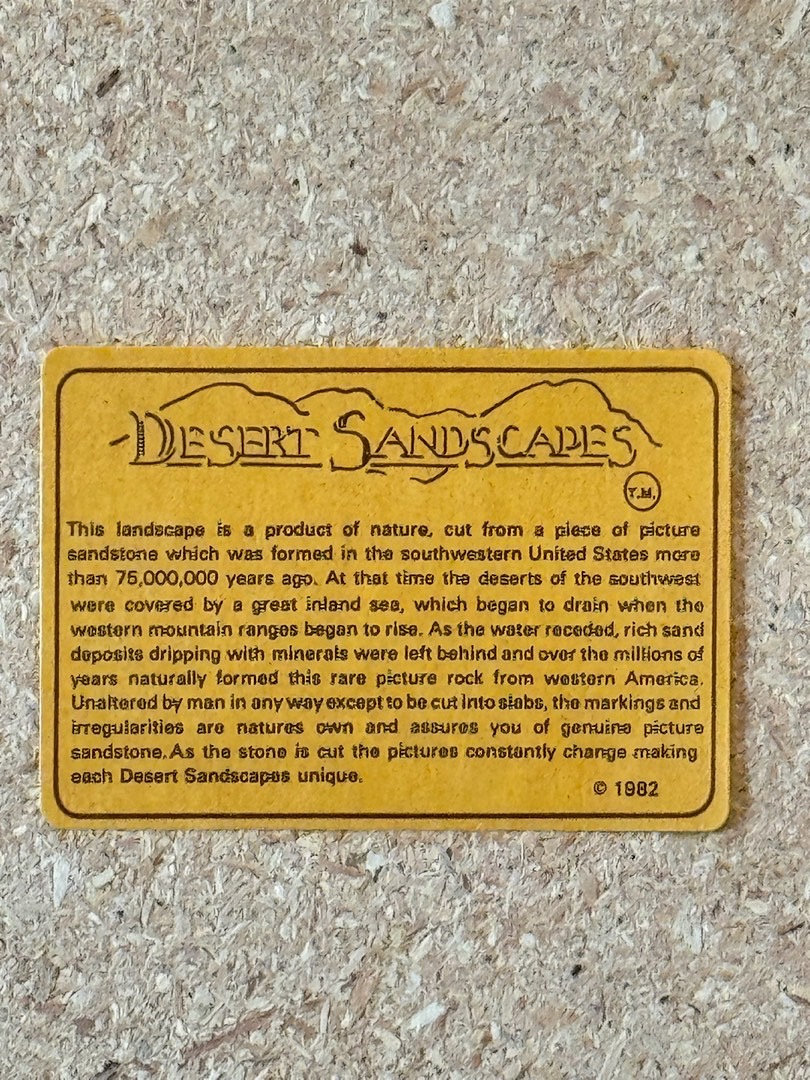 DESERT SANDSCAPES
T.M.
This landscape is a product of nature, cut from a piece of picture
sandstone which was formed in the southwestern United States more
than 75,000,000 years ago. At that time the deserts of the southwest
were covered by a great inland sea, which began to drain when the
western mountain ranges began to rise. As the water receded, rich sand
deposits dripping with minerals were left behind and over the millions of
years naturally formed this rare picture rock from western America.
Unaltered by man in any way except to be cut into slabs, the markings and
irregularities are natures own and assures you of genuine picture
sandstone. As the stone is cut the pictures constantly change making
each Desert Sandscapes unique.
© 1982